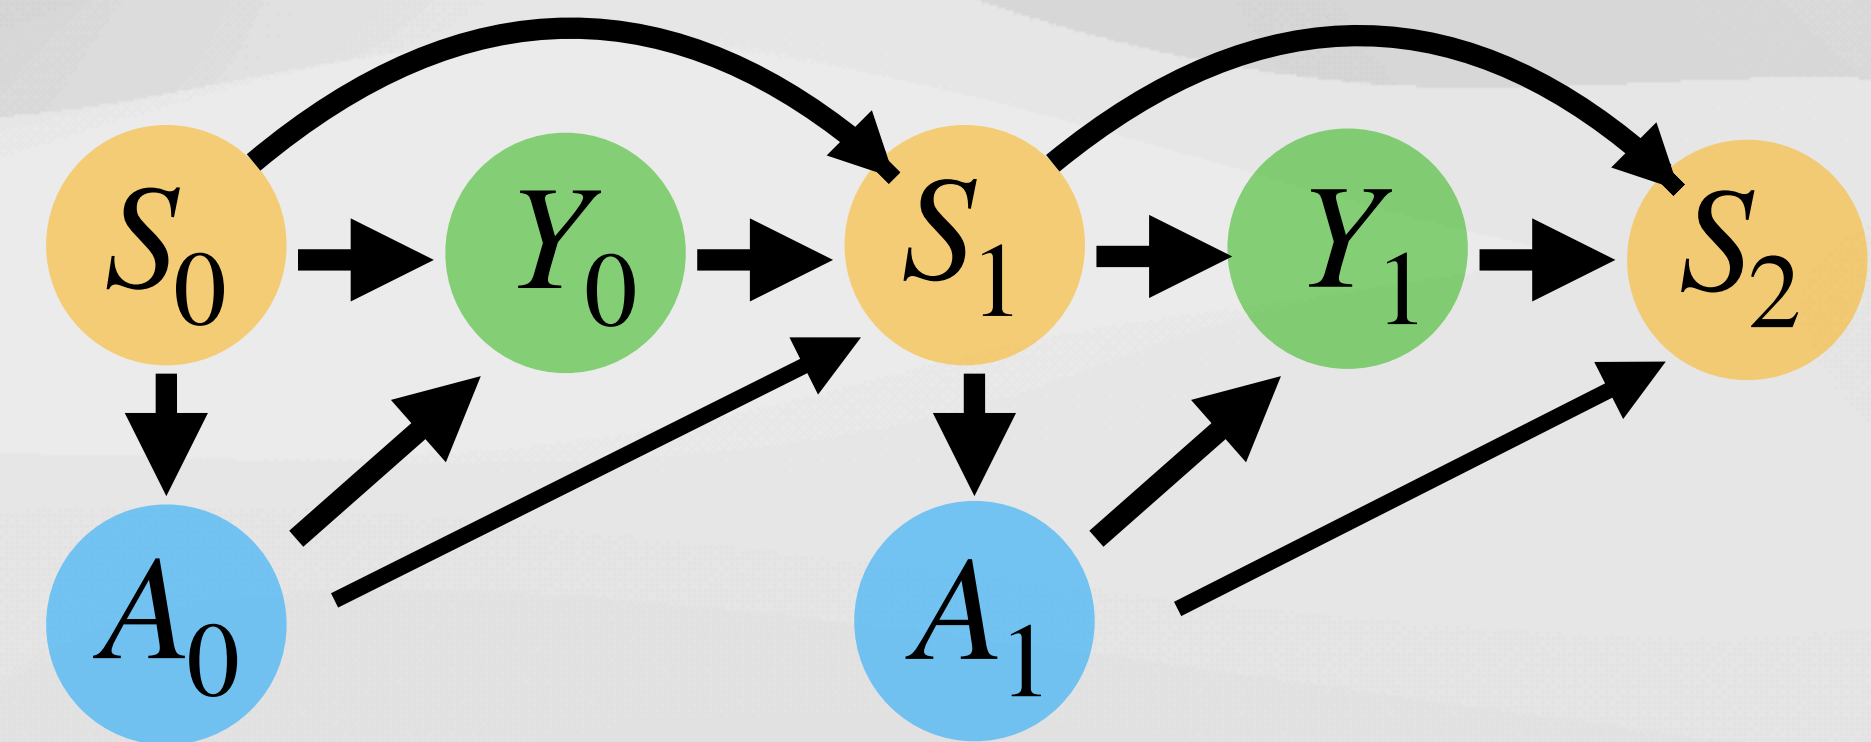 S₀ Y₀ S₁ Y₁ S₂
A₀ A₁